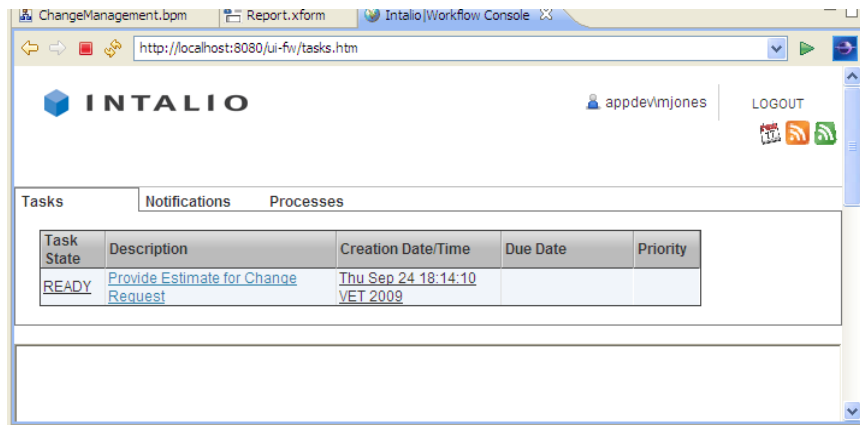 ChangeManagement.bpm Report.xform Intalio|Workflow Console
http://localhost:8080/ui-fw/tasks.htm
INTALIO appdev\mjones LOGOUT
17
Tasks Notifications Processes
Task State Description Creation Date/Time Due Date Priority
READY Provide Estimate for Change Thu Sep 24 18:14:10
Request VET 2009